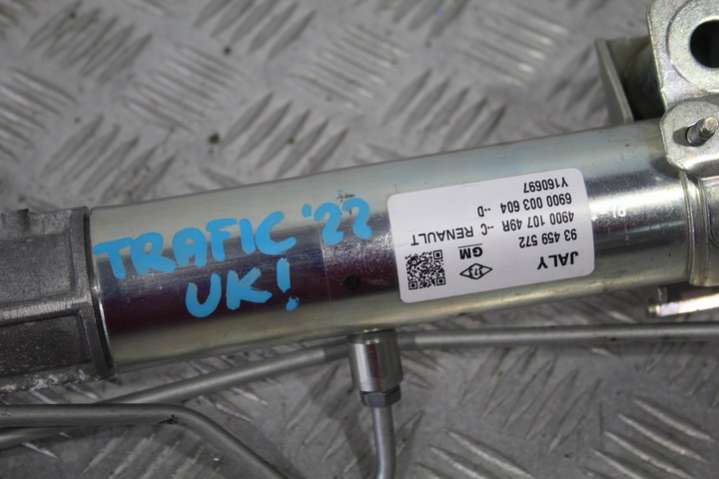 TRAFIC '22
UK!
JALY
93 459 572 GM
4900 107 49R --C RENAULT
6900 003 604 --D
Y160697